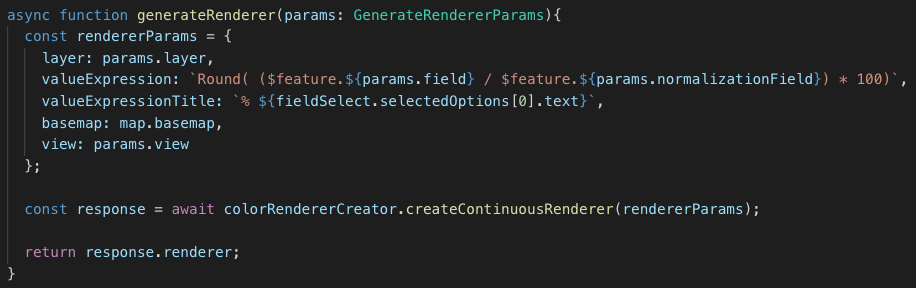 async function generateRenderer(params: GenerateRendererParams){
  const rendererParams = {
    layer: params.layer,
    valueExpression: `Round( ($feature.${params.field} / $feature.${params.normalizationField}) * 100)`,
    valueExpressionTitle: `% ${fieldSelect.selectedOptions[0].text}`,
    basemap: map.basemap,
    view: params.view
  };

  const response = await colorRendererCreator.createContinuousRenderer(rendererParams);

  return response.renderer;
}